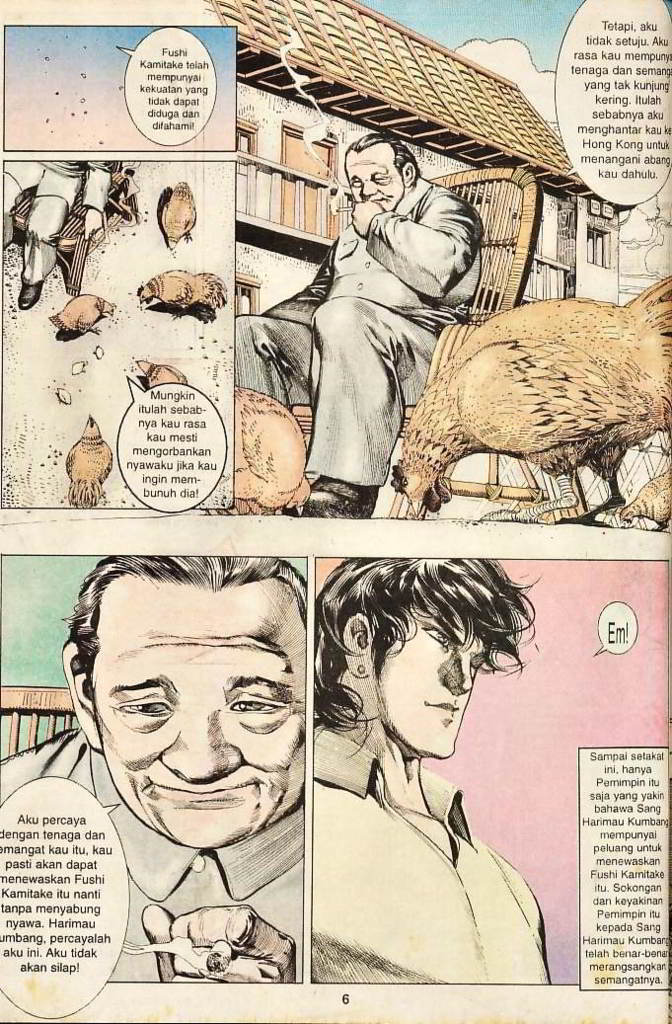 Fushi
Kamitake telah
mempunyai
kekuatan yang
tidak dapat
diduga dan
difahami!
Mungkin
itulah sebab-
nya kau rasa
kau mesti
mengorbankan
nyawaku jika kau
ingin mem-
bunuh dia!
Tetapi, aku
tidak setuju. Aku
rasa kau mempuny
tenaga dan semang
yang tak kunjung
kering. Itulah
sebabnya aku
menghantar kau ke
Hong Kong untuk
menangani abang
kau dahulu.
Aku percaya
dengan tenaga dan
emangat kau itu, kau
pasti akan dapat
menewaskan Fushi
Kamitake itu nanti
tanpa menyabung
nyawa. Harimau
umbang, percayalah
aku ini. Aku tidak
akan silap!
Em!
Sampai setakat
ini, hanya
Pemimpin itu
saja yang yakin
bahawa Sang
Harimau Kumbang
mempunyai
peluang untuk
menewaskan
Fushi Kamitake
itu. Sokongan
dan keyakinan
Pemimpin itu
kepada Sang
Harimau Kumbang
telah benar-benar
merangsangkan
semangatnya.
6